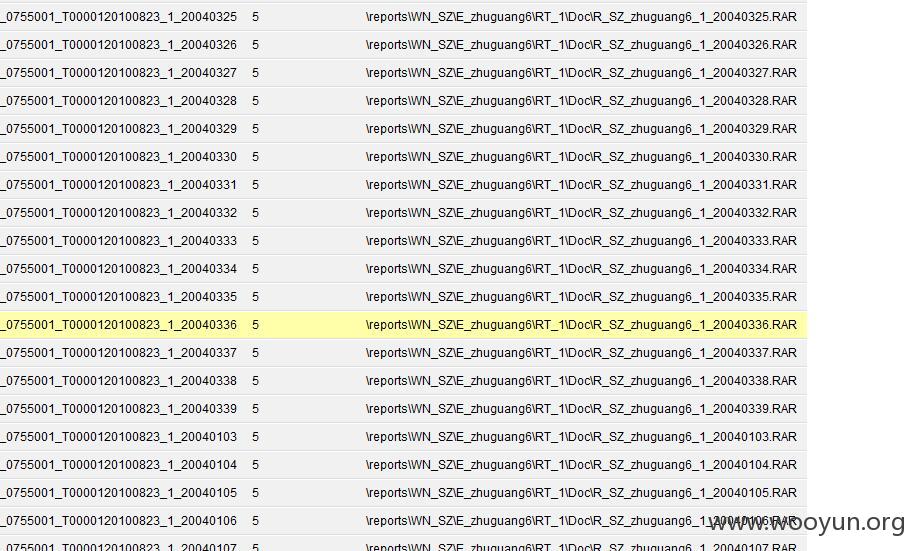 _0755001_T0000120100823_1_20040325 5 \reports\WN_SZ\E_zhuguang6\RT_1\Doc\R_SZ_zhuguang6_1_20040325.RAR
_0755001_T0000120100823_1_20040326 5 \reports\WN_SZ\E_zhuguang6\RT_1\Doc\R_SZ_zhuguang6_1_20040326.RAR
_0755001_T0000120100823_1_20040327 5 \reports\WN_SZ\E_zhuguang6\RT_1\Doc\R_SZ_zhuguang6_1_20040327.RAR
_0755001_T0000120100823_1_20040328 5 \reports\WN_SZ\E_zhuguang6\RT_1\Doc\R_SZ_zhuguang6_1_20040328.RAR
_0755001_T0000120100823_1_20040329 5 \reports\WN_SZ\E_zhuguang6\RT_1\Doc\R_SZ_zhuguang6_1_20040329.RAR
_0755001_T0000120100823_1_20040330 5 \reports\WN_SZ\E_zhuguang6\RT_1\Doc\R_SZ_zhuguang6_1_20040330.RAR
_0755001_T0000120100823_1_20040331 5 \reports\WN_SZ\E_zhuguang6\RT_1\Doc\R_SZ_zhuguang6_1_20040331.RAR
_0755001_T0000120100823_1_20040332 5 \reports\WN_SZ\E_zhuguang6\RT_1\Doc\R_SZ_zhuguang6_1_20040332.RAR
_0755001_T0000120100823_1_20040333 5 \reports\WN_SZ\E_zhuguang6\RT_1\Doc\R_SZ_zhuguang6_1_20040333.RAR
_0755001_T0000120100823_1_20040334 5 \reports\WN_SZ\E_zhuguang6\RT_1\Doc\R_SZ_zhuguang6_1_20040334.RAR
_0755001_T0000120100823_1_20040335 5 \reports\WN_SZ\E_zhuguang6\RT_1\Doc\R_SZ_zhuguang6_1_20040335.RAR
_0755001_T0000120100823_1_20040336 5 \reports\WN_SZ\E_zhuguang6\RT_1\Doc\R_SZ_zhuguang6_1_20040336.RAR
_0755001_T0000120100823_1_20040337 5 \reports\WN_SZ\E_zhuguang6\RT_1\Doc\R_SZ_zhuguang6_1_20040337.RAR
_0755001_T0000120100823_1_20040338 5 \reports\WN_SZ\E_zhuguang6\RT_1\Doc\R_SZ_zhuguang6_1_20040338.RAR
_0755001_T0000120100823_1_20040339 5 \reports\WN_SZ\E_zhuguang6\RT_1\Doc\R_SZ_zhuguang6_1_20040339.RAR
_0755001_T0000120100823_1_20040103 5 \reports\WN_SZ\E_zhuguang6\RT_1\Doc\R_SZ_zhuguang6_1_20040103.RAR
_0755001_T0000120100823_1_20040104 5 \reports\WN_SZ\E_zhuguang6\RT_1\Doc\R_SZ_zhuguang6_1_20040104.RAR
_0755001_T0000120100823_1_20040105 5 \reports\WN_SZ\E_zhuguang6\RT_1\Doc\R_SZ_zhuguang6_1_20040105.RAR
_0755001_T0000120100823_1_20040106 5 \reports\WN_SZ\E_zhuguang6\RT_1\Doc\R_SZ_zhuguang6_1_20040106.RAR
www.wooyun.org
_0755001_T0000120100823_1_20040107 5 \reports\WN_SZ\E_zhuguang6\RT_1\Doc\R_SZ_zhuguang6_1_20040107.RAR